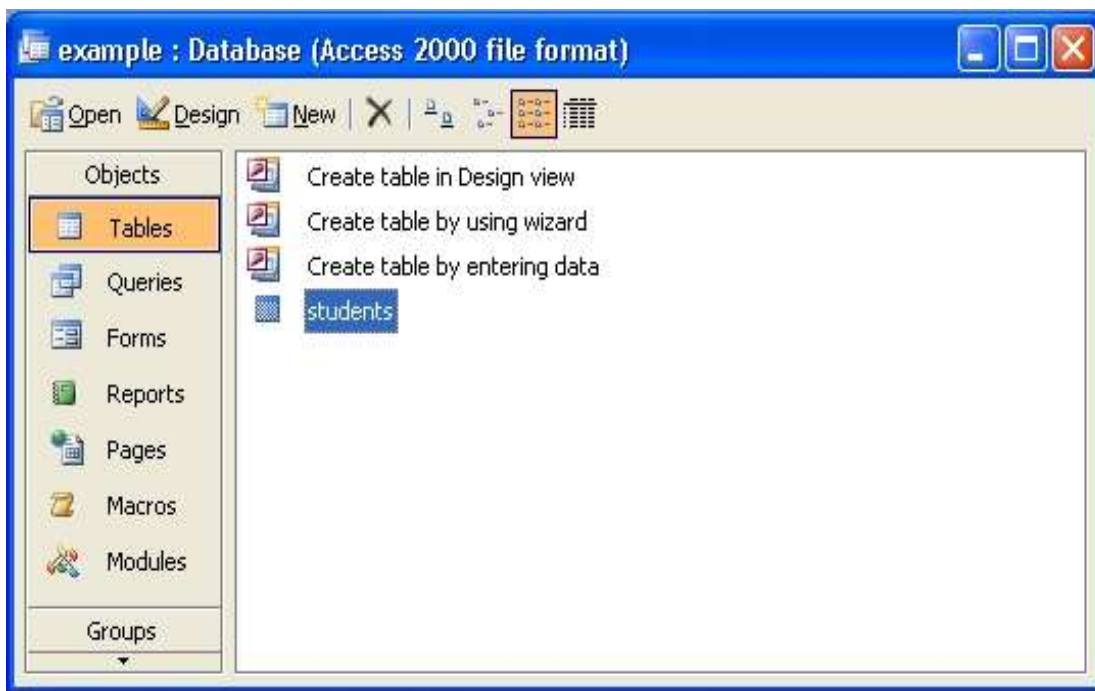 example : Database (Access 2000 file format)
Open Design New
Objects
Tables
Queries
Forms
Reports
Pages
Macros
Modules
Groups
Create table in Design view
Create table by using wizard
Create table by entering data
students